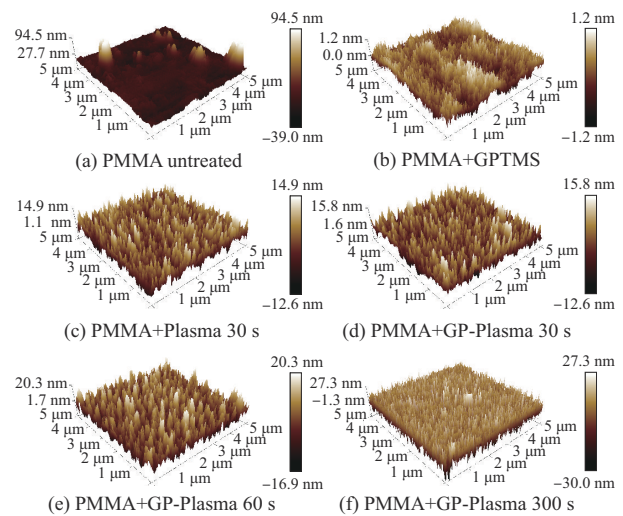 94.5 nm
94.5 nm
27.7 nm
5 µm
4 µm
3 µm
2 µm
1 µm
1 µm
2 µm
3 µm
4 µm
5 µm
−39.0 nm
(a) PMMA untreated
1.2 nm
1.2 nm
0.0 nm
5 µm
4 µm
3 µm
2 µm
1 µm
1 µm
2 µm
3 µm
4 µm
5 µm
−1.2 nm
(b) PMMA+GPTMS
14.9 nm
14.9 nm
1.1 nm
5 µm
4 µm
3 µm
2 µm
1 µm
1 µm
2 µm
3 µm
4 µm
5 µm
−12.6 nm
(c) PMMA+Plasma 30 s
15.8 nm
15.8 nm
1.6 nm
5 µm
4 µm
3 µm
2 µm
1 µm
1 µm
2 µm
3 µm
4 µm
5 µm
−12.6 nm
(d) PMMA+GP-Plasma 30 s
20.3 nm
20.3 nm
1.7 nm
5 µm
4 µm
3 µm
2 µm
1 µm
1 µm
2 µm
3 µm
4 µm
5 µm
−16.9 nm
(e) PMMA+GP-Plasma 60 s
27.3 nm
27.3 nm
−1.3 nm
5 µm
4 µm
3 µm
2 µm
1 µm
1 µm
2 µm
3 µm
4 µm
5 µm
−30.0 nm
(f) PMMA+GP-Plasma 300 s